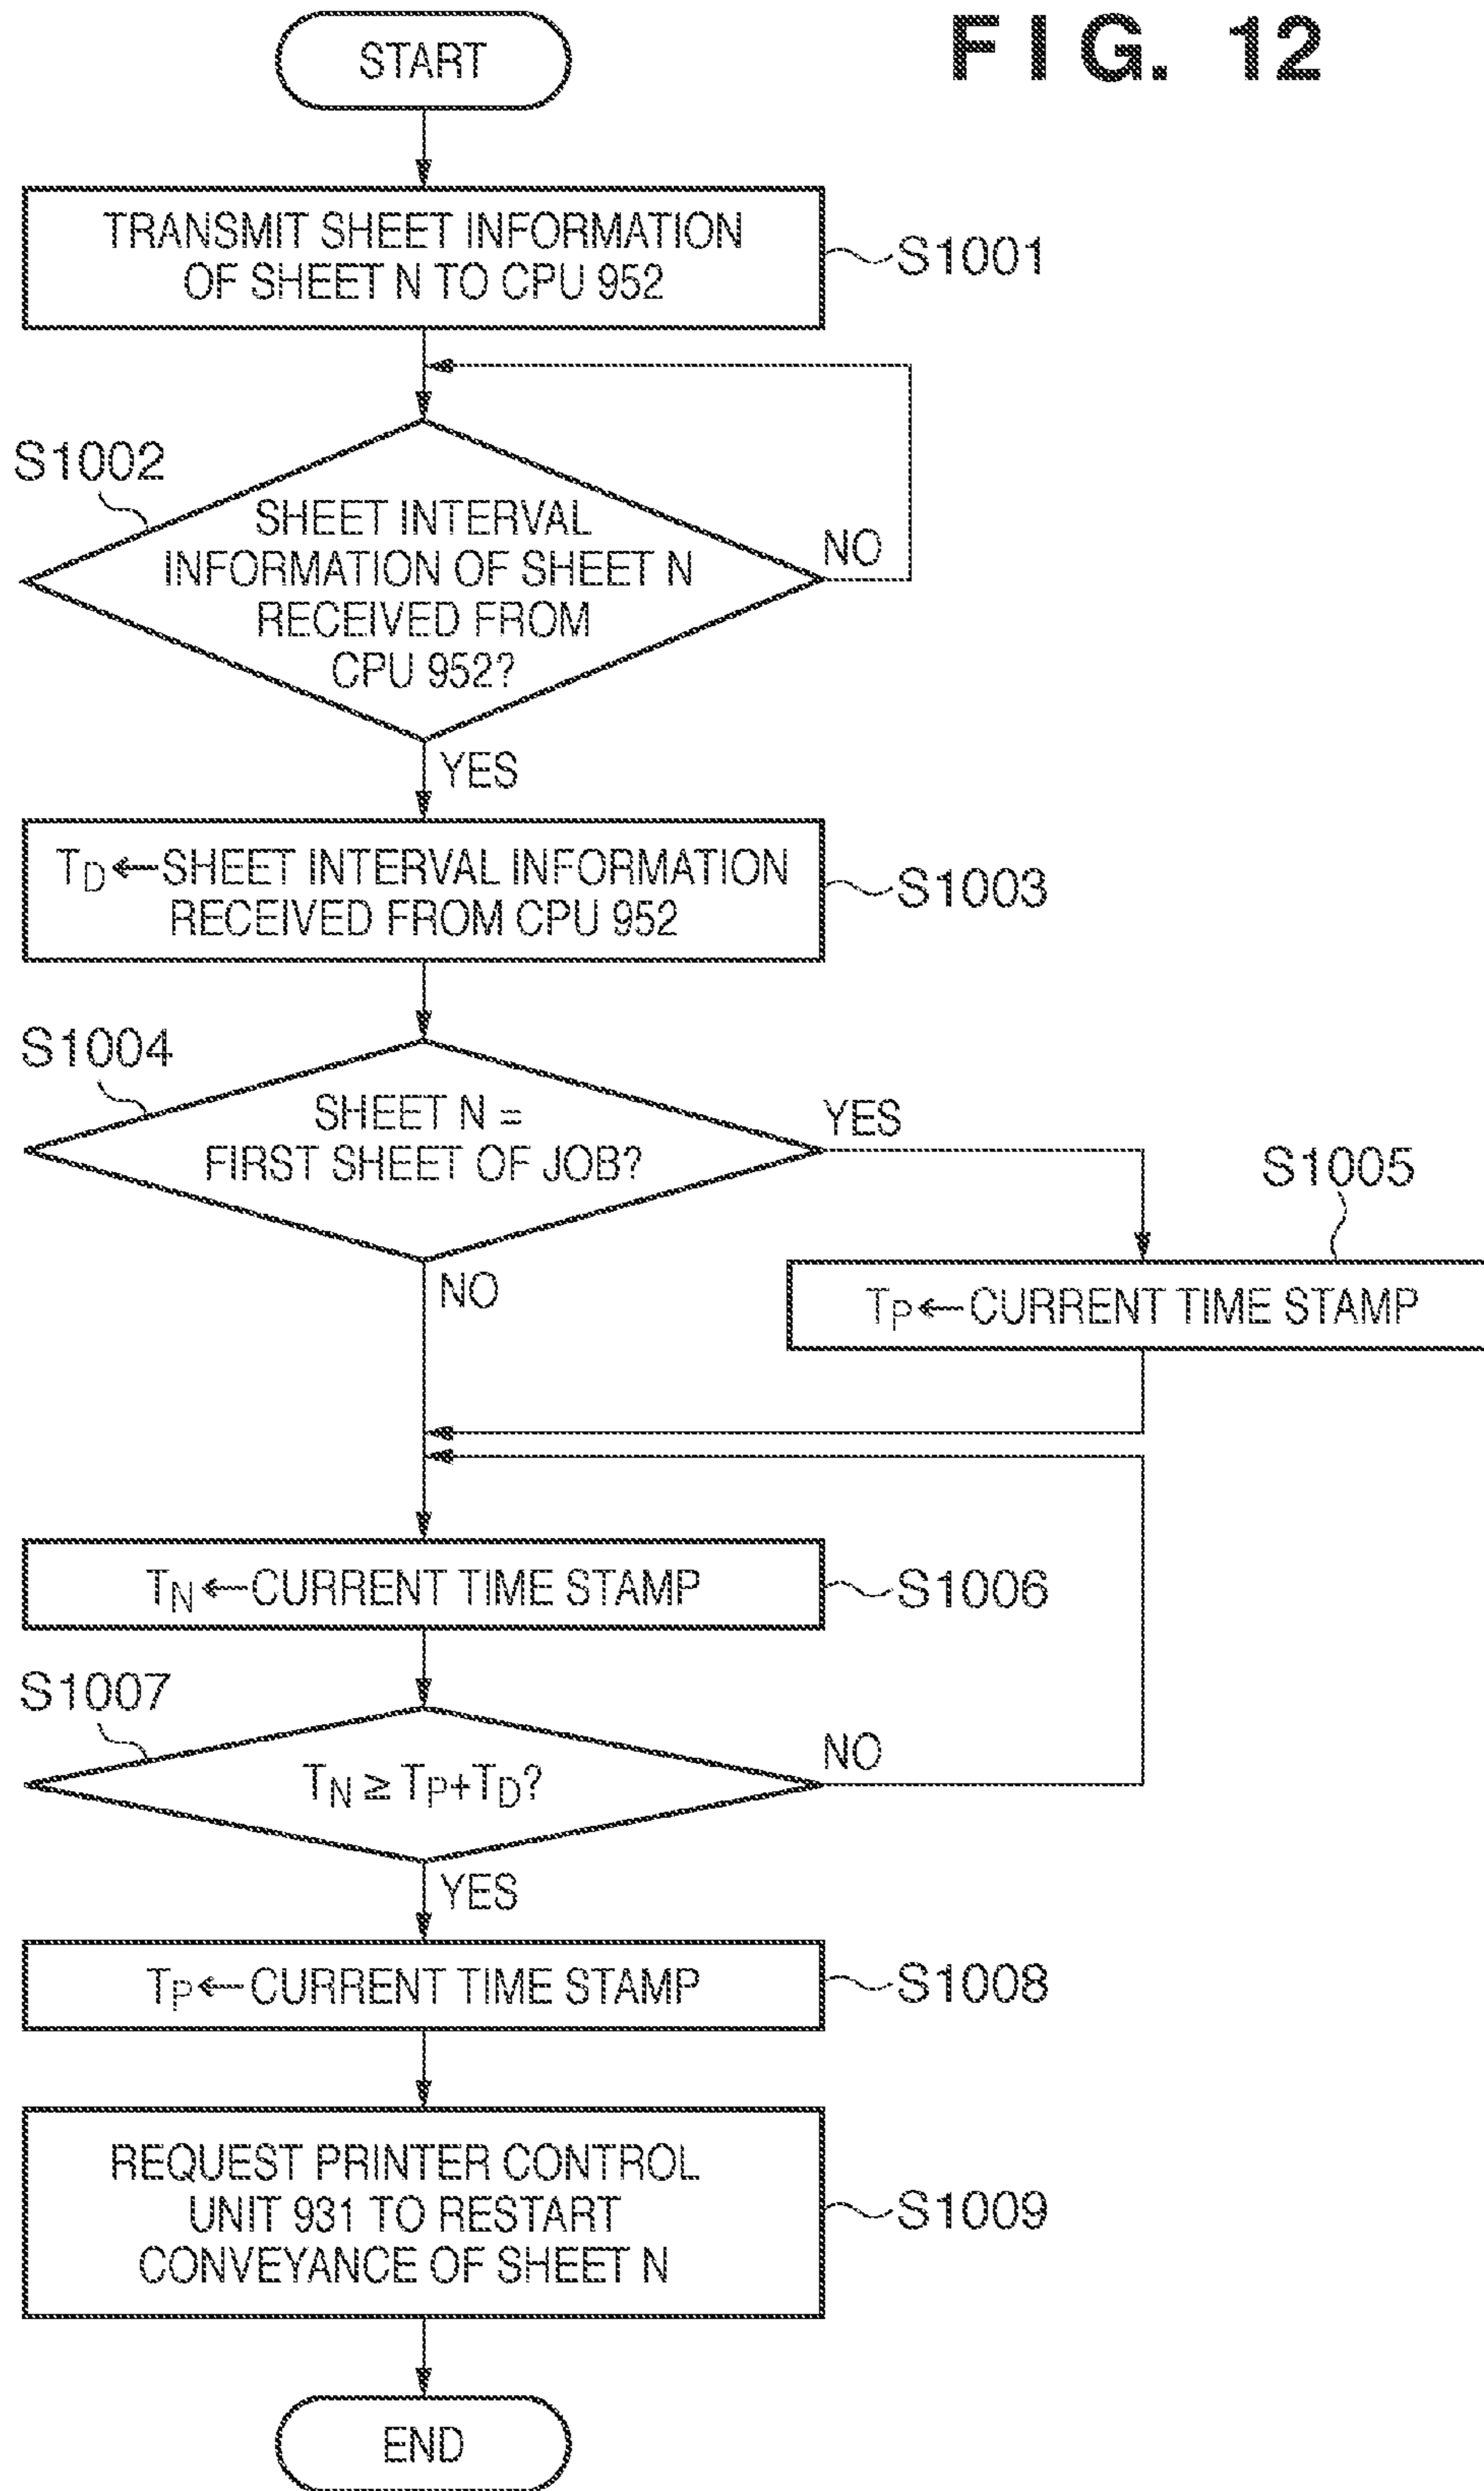 FIG. 12
START
TRANSMIT SHEET INFORMATION
OF SHEET N TO CPU 952
S1001
S1002
SHEET INTERVAL
INFORMATION OF SHEET N
RECEIVED FROM
CPU 952?
NO
YES
TD←SHEET INTERVAL INFORMATION
RECEIVED FROM CPU 952
S1003
S1004
SHEET N =
FIRST SHEET OF JOB?
YES
NO
S1005
TP←CURRENT TIME STAMP
TN←CURRENT TIME STAMP
S1006
S1007
TN ≥ TP+TD?
NO
YES
TP←CURRENT TIME STAMP
S1008
REQUEST PRINTER CONTROL
UNIT 931 TO RESTART
CONVEYANCE OF SHEET N
S1009
END